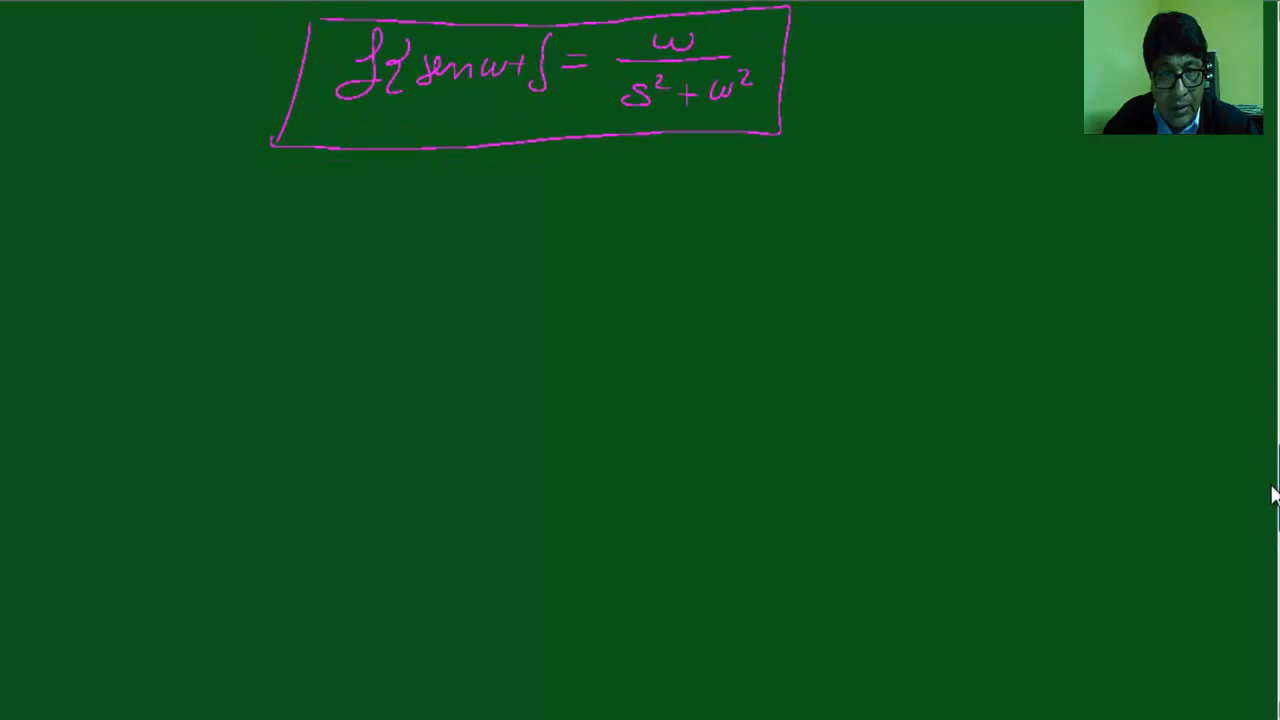 ℒ{sen ωt} = ω / (s² + ω²)